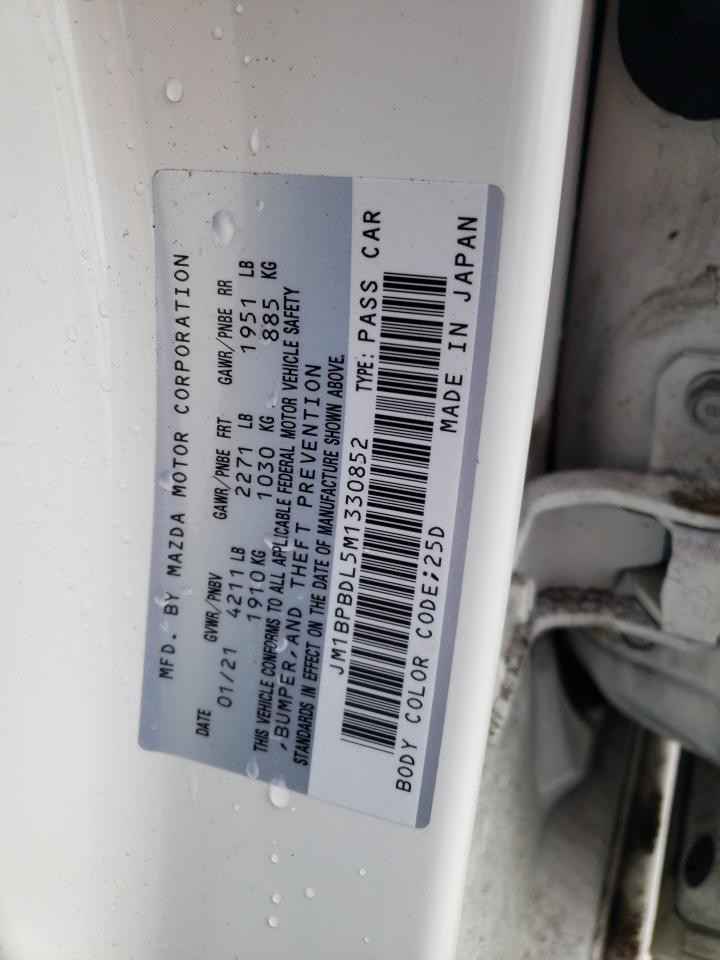 MFD. BY MAZDA MOTOR CORPORATION
DATE GVWR/PNBV GAWR/PNBE FRT GAWR/PNBE RR
01/21 4211 LB 2271 LB 1951 LB
1910 KG 1030 KG 885 KG
THIS VEHICLE CONFORMS TO ALL APPLICABLE FEDERAL MOTOR VEHICLE SAFETY
,BUMPER,AND THEFT PREVENTION
STANDARDS IN EFFECT ON THE DATE OF MANUFACTURE SHOWN ABOVE.
JM1BPBDL5M1330852 TYPE: PASS CAR
BODY COLOR CODE;25D MADE IN JAPAN